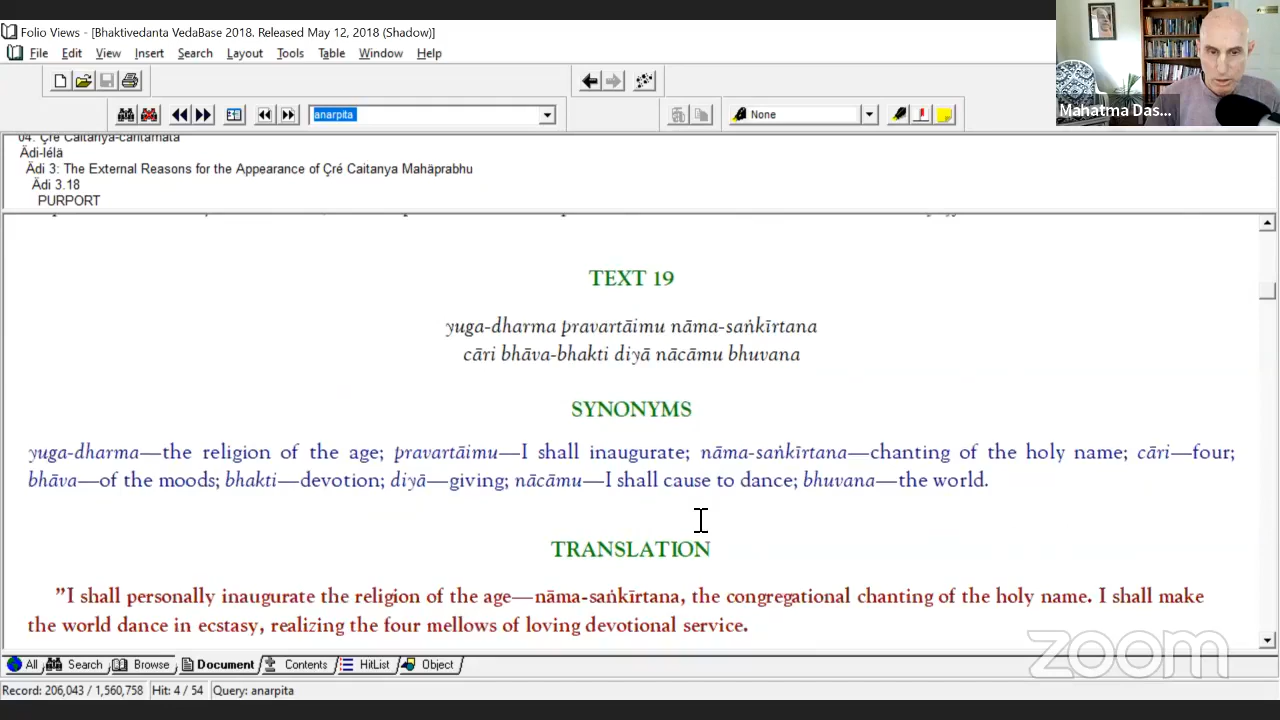 Folio Views - [Bhaktivedanta VedaBase 2018. Released May 12, 2018 (Shadow)]
File Edit View Insert Search Layout Tools Table Window Help
anarpita
None
Mahatma Das...
04. Çré Caitanya-caritämåta
Ädi-lélä
Ädi 3: The External Reasons for the Appearance of Çré Caitanya Mahäprabhu
Ädi 3.18
PURPORT
TEXT 19
yuga-dharma pravartāimu nāma-saṅkīrtana
cāri bhāva-bhakti diyā nācāmu bhuvana
SYNONYMS
yuga-dharma—the religion of the age; pravartāimu—I shall inaugurate; nāma-saṅkīrtana—chanting of the holy name; cāri—four;
bhāva—of the moods; bhakti—devotion; diyā—giving; nācāmu—I shall cause to dance; bhuvana—the world.
TRANSLATION
"I shall personally inaugurate the religion of the age—nāma-saṅkīrtana, the congregational chanting of the holy name. I shall make
the world dance in ecstasy, realizing the four mellows of loving devotional service.
zoom
All Search Browse Document Contents HitList Object
Record: 206,043 / 1,560,758 Hit: 4 / 54 Query: anarpita